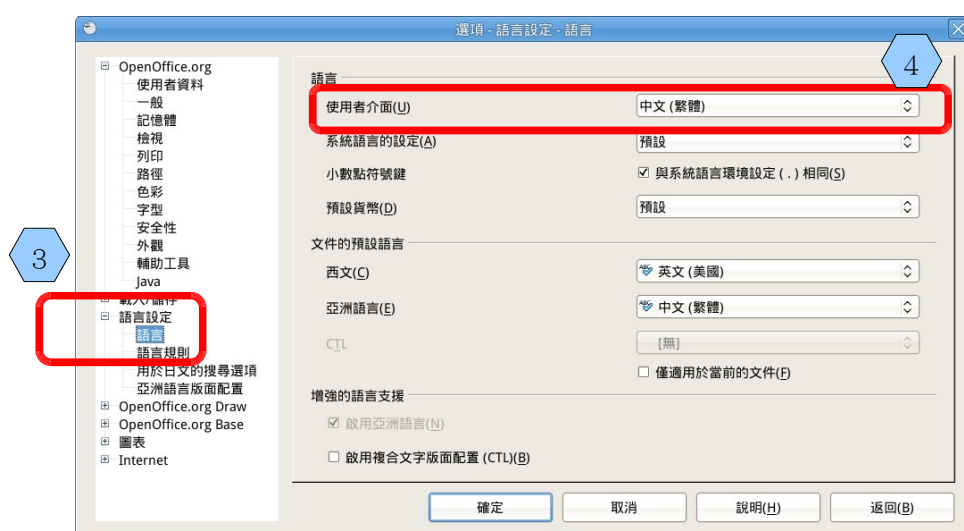 選項 - 語言設定 - 語言
4
OpenOffice.org
使用者資料
一般
記憶體
檢視
列印
路徑
色彩
字型
安全性
外觀
輔助工具
Java
載入/儲存
語言設定
語言
語言規則
用於日文的搜尋選項
亞洲語言版面配置
OpenOffice.org Draw
OpenOffice.org Base
圖表
Internet
3
語言
使用者介面(U) 中文 (繁體)
系統語言的設定(A) 預設
小數點符號鍵 與系統語言環境設定 ( . ) 相同(S)
預設貨幣(D) 預設
文件的預設語言
西文(C) 英文 (美國)
亞洲語言(E) 中文 (繁體)
CTL [無]
僅適用於當前的文件(F)
增強的語言支援
啟用亞洲語言(N)
啟用複合文字版面配置 (CTL)(B)
確定 取消 說明(H) 返回(B)